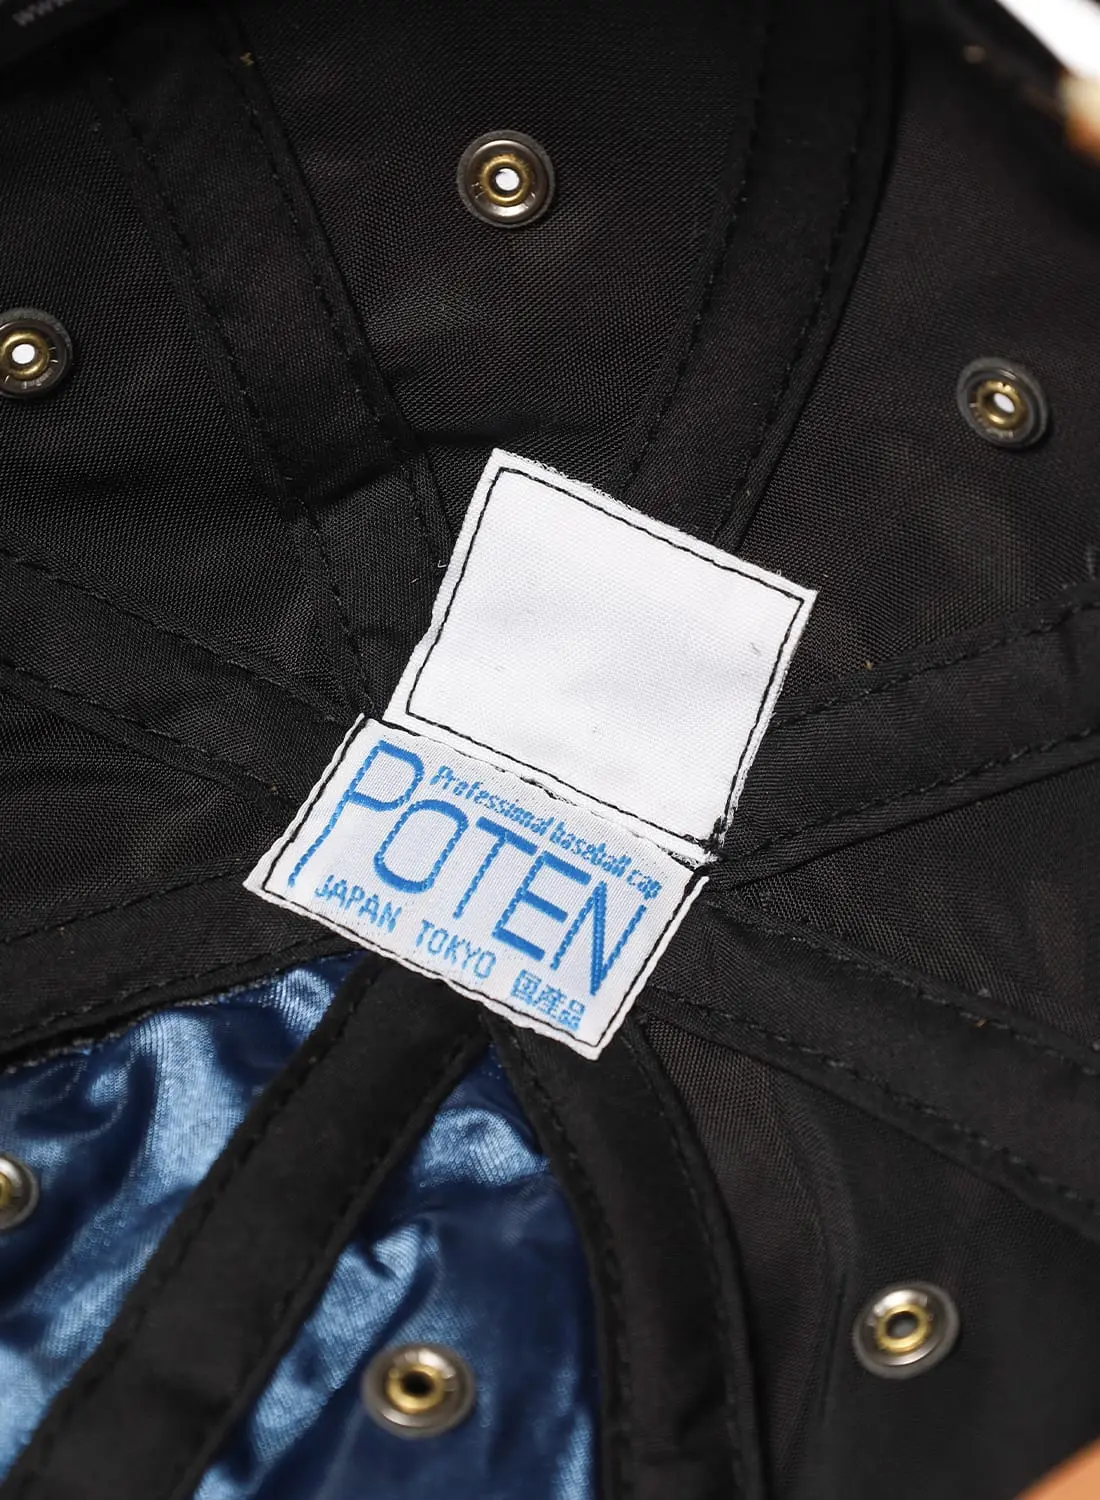 Professional baseball cap
POTEN
JAPAN TOKYO 国産品